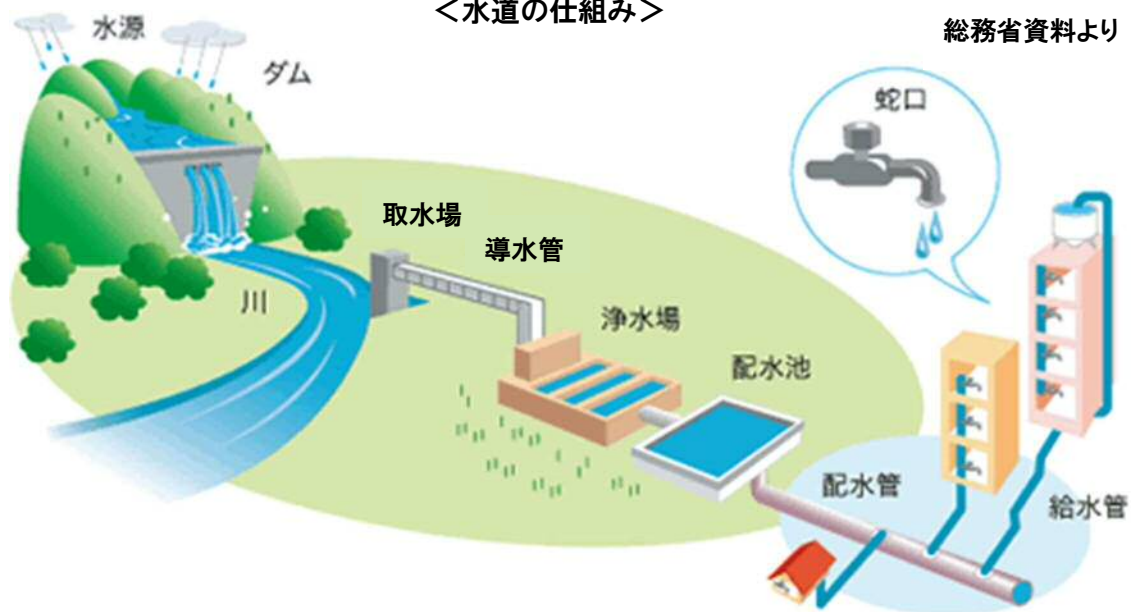 ＜水道の仕組み＞
総務省資料より
水源
ダム
蛇口
取水場
導水管
川
浄水場
配水池
配水管
給水管